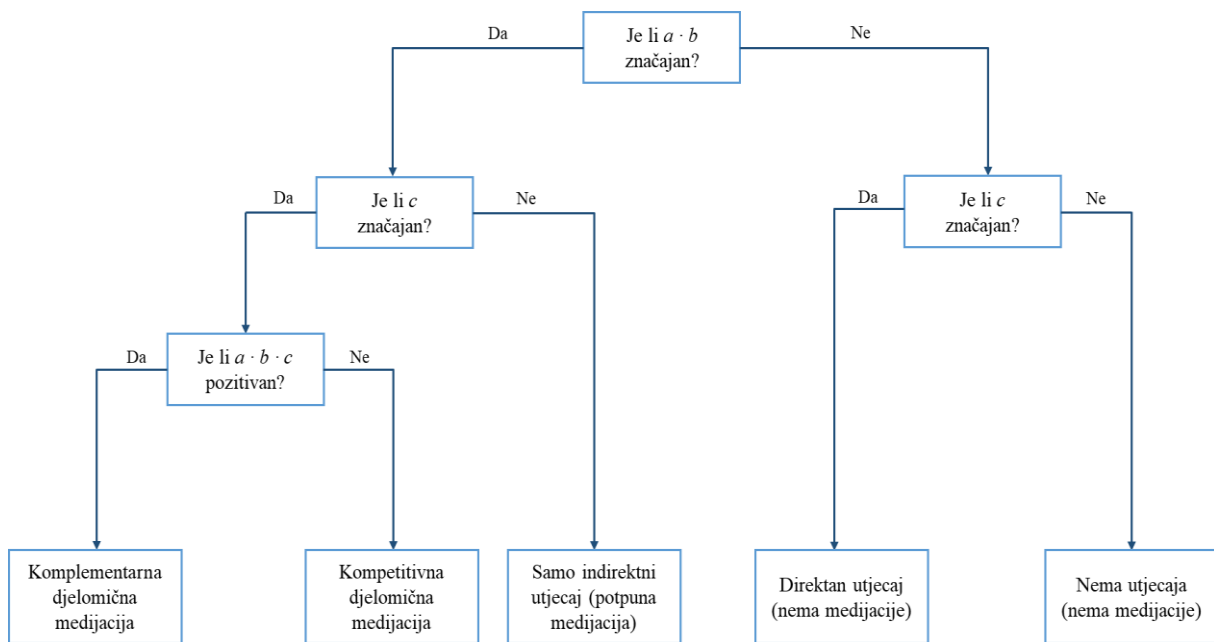 Da
Je li a · b
značajan?
Ne
Da
Je li c
značajan?
Ne
Da
Je li c
značajan?
Ne
Da
Je li a · b · c
pozitivan?
Ne
Komplementarna
djelomična
medijacija
Kompetitivna
djelomična
medijacija
Samo indirektni
utjecaj (potpuna
medijacija)
Direktan utjecaj
(nema medijacije)
Nema utjecaja
(nema medijacije)